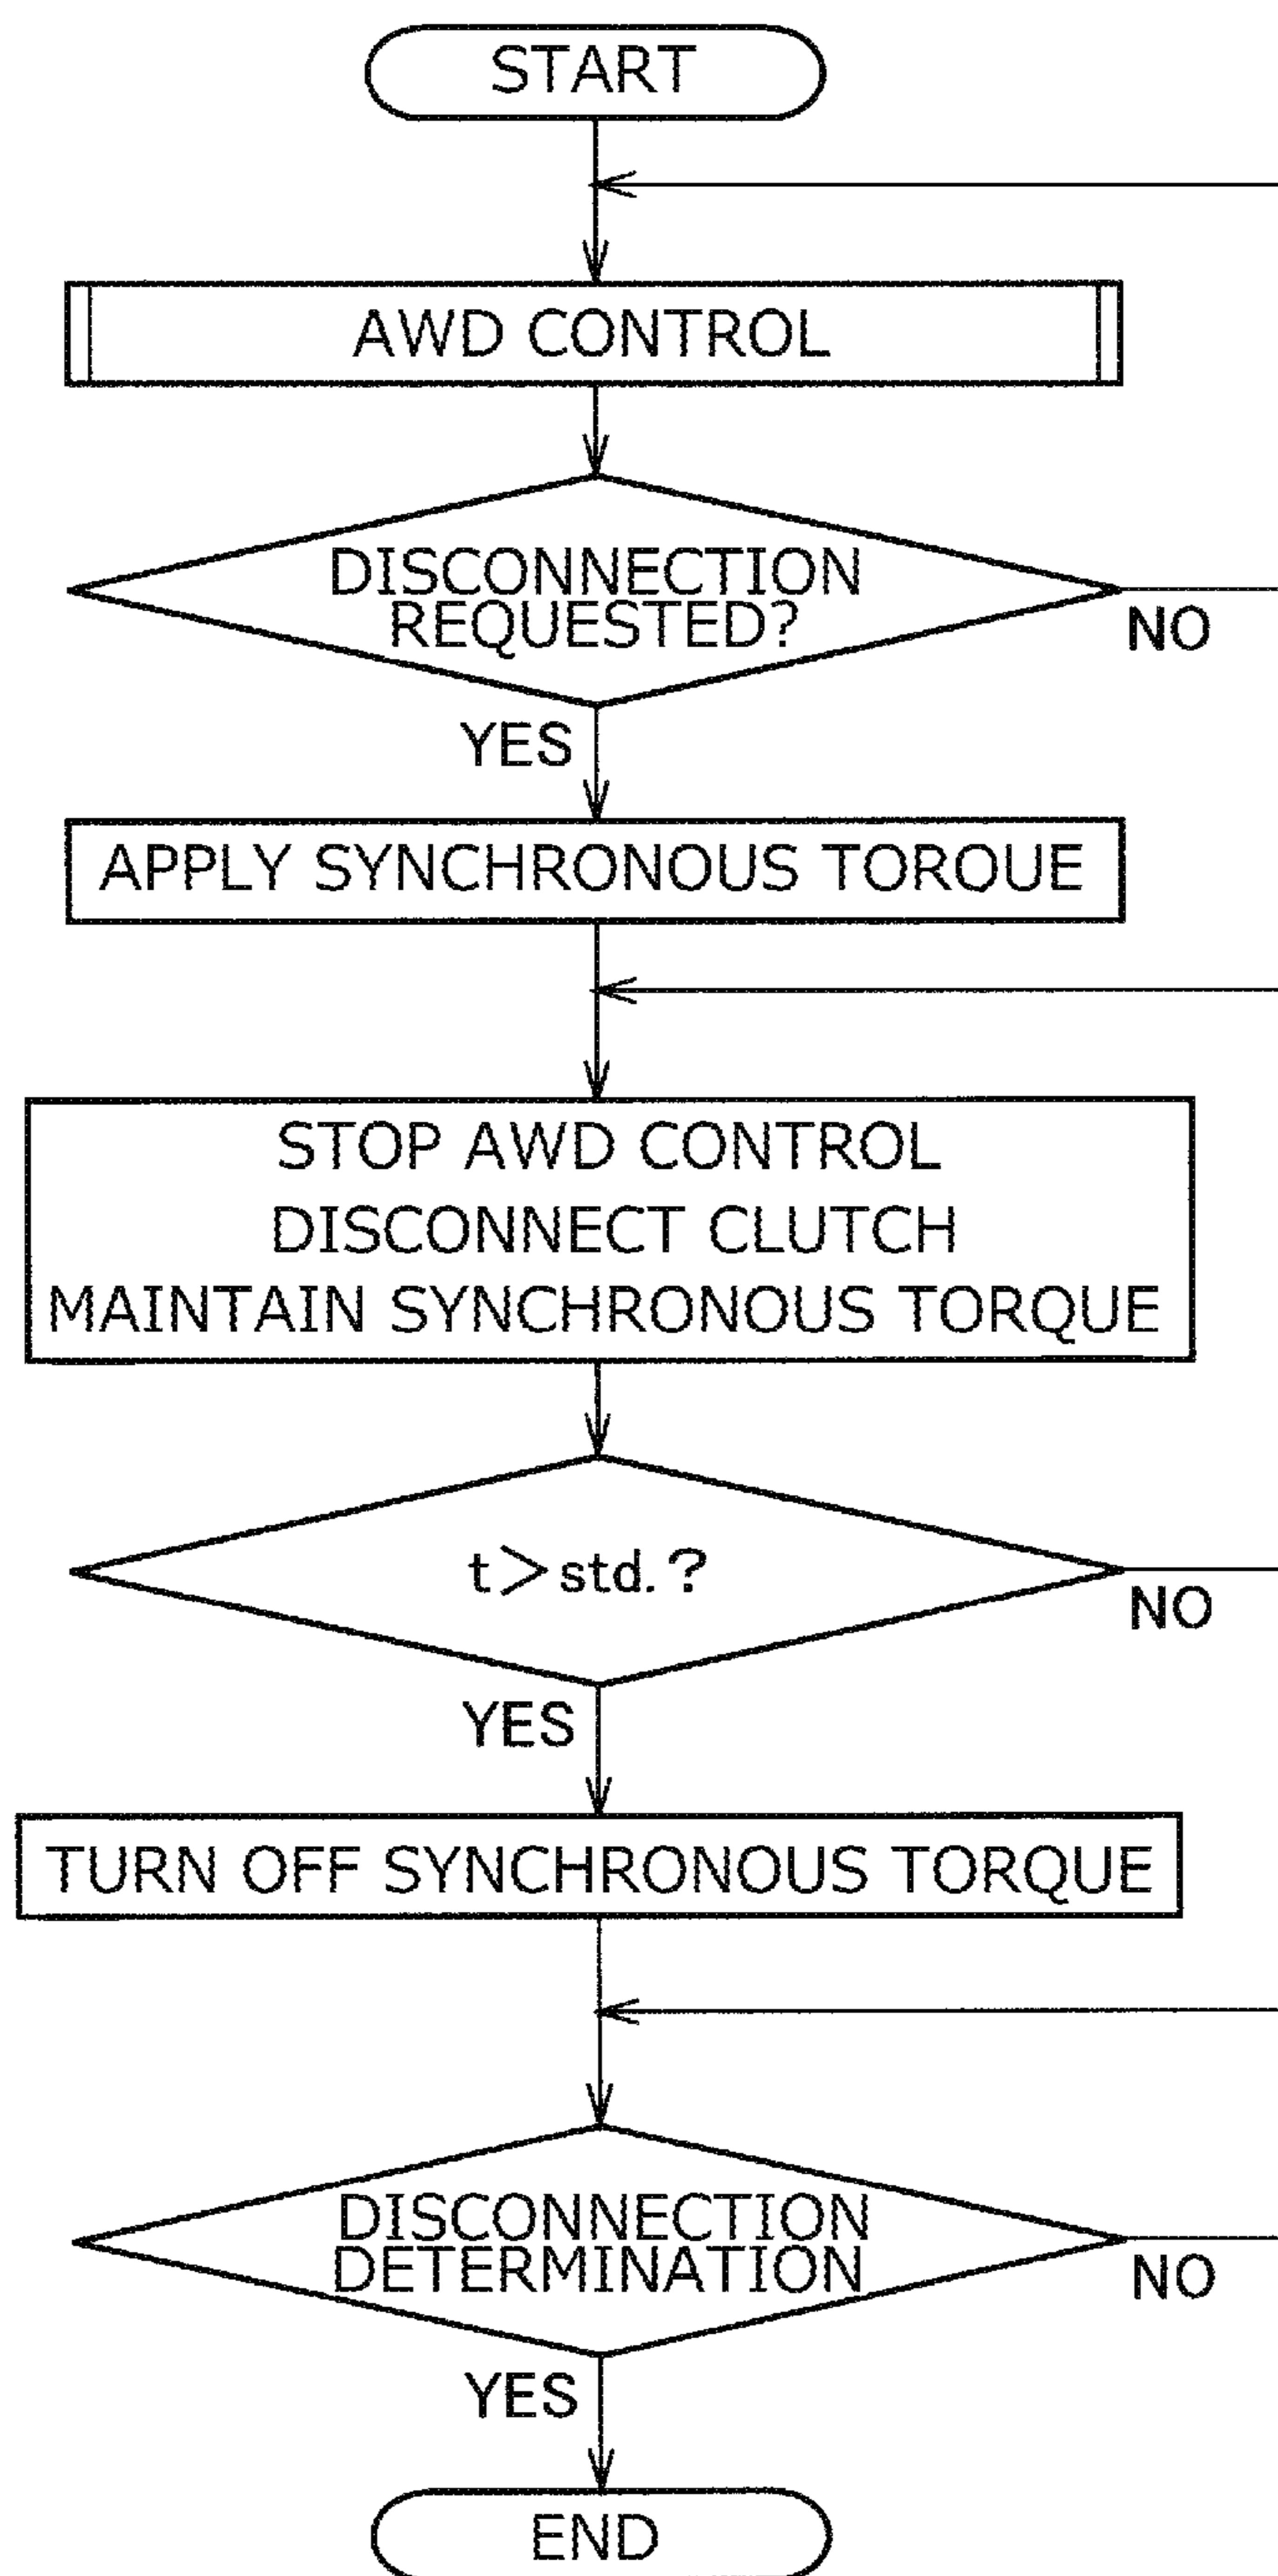 START
AWD CONTROL
DISCONNECTION
REQUESTED?
NO
YES
APPLY SYNCHRONOUS TORQUE
STOP AWD CONTROL
DISCONNECT CLUTCH
MAINTAIN SYNCHRONOUS TORQUE
t>std.?
NO
YES
TURN OFF SYNCHRONOUS TORQUE
DISCONNECTION
DETERMINATION
NO
YES
END